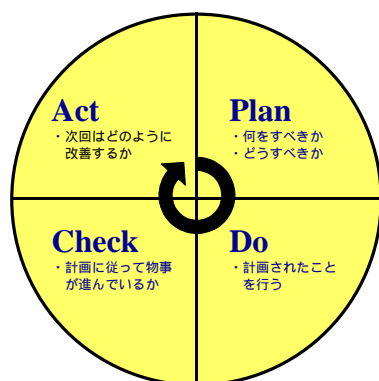 Act
・次回はどのように
改善するか
Plan
・何をすべきか
・どうすべきか
Check
・計画に従って物事
が進んでいるか
Do
・計画されたこと
を行う